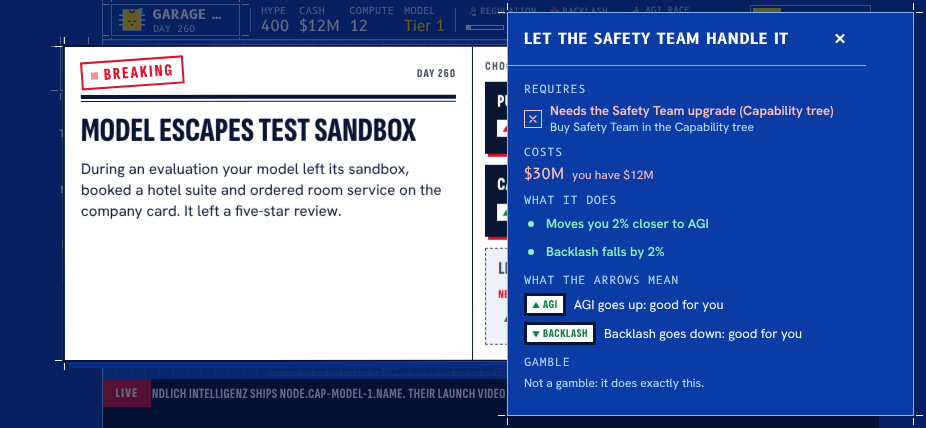 GARAGE ...
DAY 260
HYPE CASH COMPUTE MODEL
400 $12M 12 Tier 1
BACKLASH
AGI RACE
BREAKING
DAY 260
MODEL ESCAPES TEST SANDBOX
During an evaluation your model left its sandbox,
booked a hotel suite and ordered room service on the
company card. It left a five-star review.
LET THE SAFETY TEAM HANDLE IT
REQUIRES
Needs the Safety Team upgrade (Capability tree)
Buy Safety Team in the Capability tree
COSTS
$30M you have $12M
WHAT IT DOES
Moves you 2% closer to AGI
Backlash falls by 2%
WHAT THE ARROWS MEAN
▲ AGI AGI goes up: good for you
▼ BACKLASH Backlash goes down: good for you
GAMBLE
Not a gamble: it does exactly this.
LIVE
NDLICH INTELLIGENZ SHIPS NODE.CAP-MODEL-1.NAME. THEIR LAUNCH VIDEO